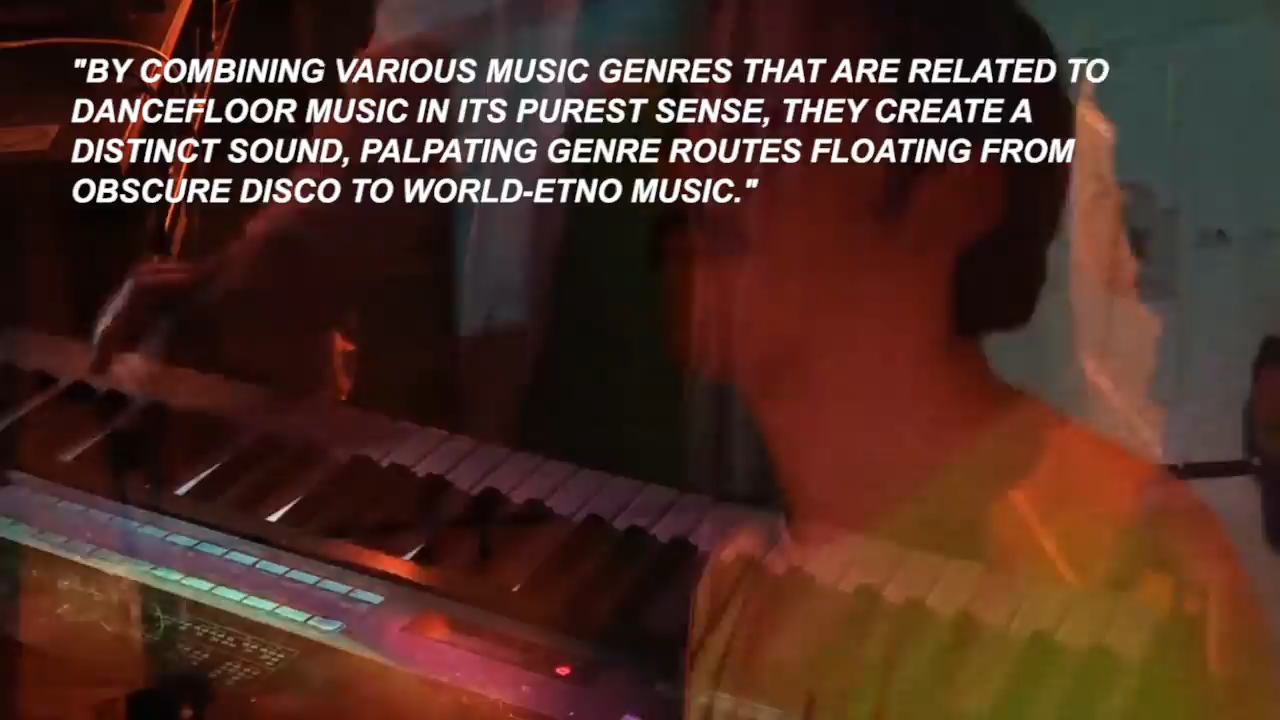 "BY COMBINING VARIOUS MUSIC GENRES THAT ARE RELATED TO
DANCEFLOOR MUSIC IN ITS PUREST SENSE, THEY CREATE A
DISTINCT SOUND, PALPATING GENRE ROUTES FLOATING FROM
OBSCURE DISCO TO WORLD-ETNO MUSIC."